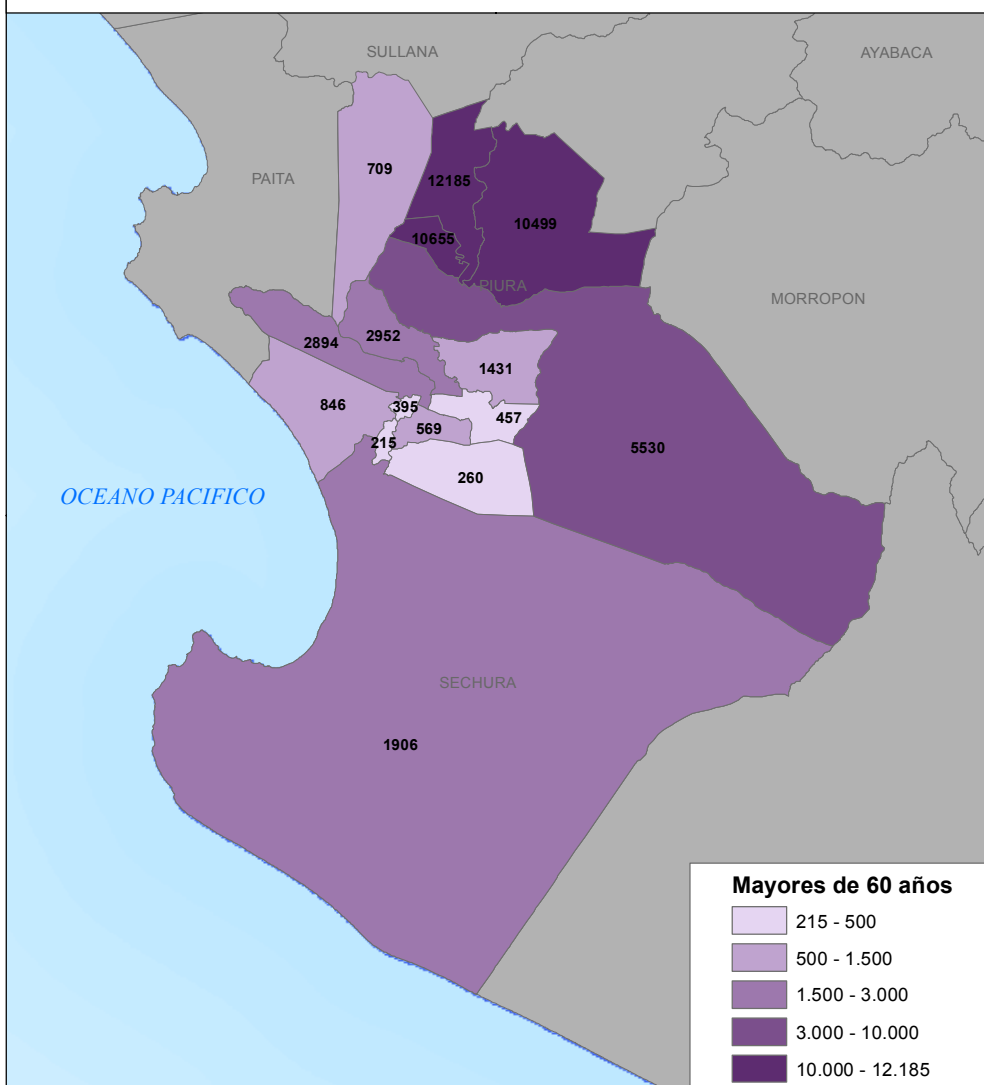 SULLANA
AYABACA
PAITA
709
12185
10499
10655
PIURA
MORROPON
2952
2894
1431
846
395
457
569
215
5530
260
OCEANO PACIFICO
SECHURA
1906
Mayores de 60 años
215 - 500
500 - 1.500
1.500 - 3.000
3.000 - 10.000
10.000 - 12.185